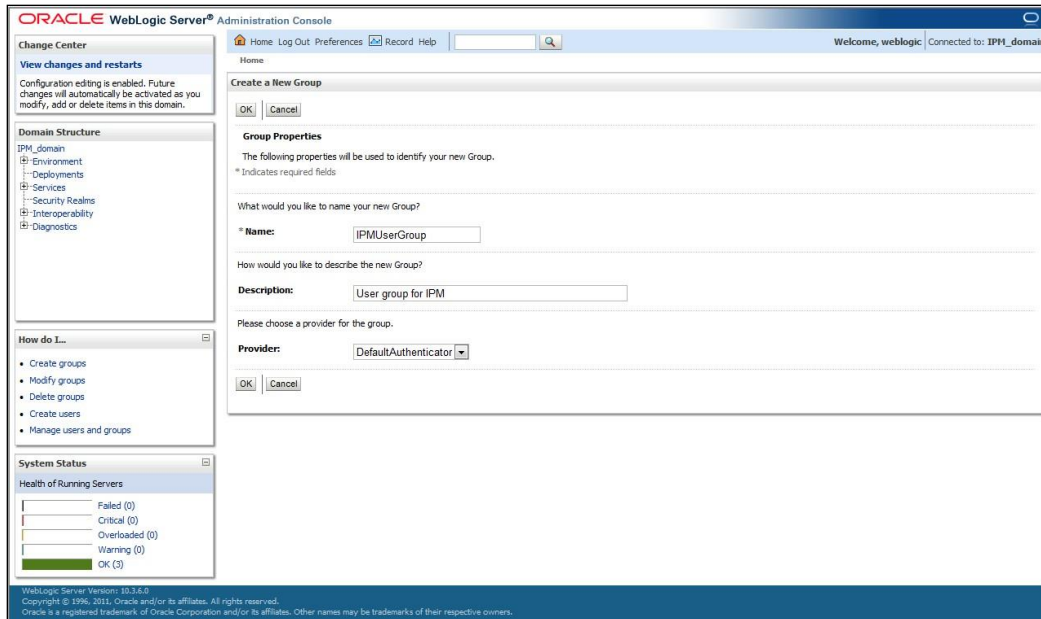 ORACLE WebLogic Server® Administration Console
Change Center
View changes and restarts
Configuration editing is enabled. Future
changes will automatically be activated as you
modify, add or delete items in this domain.
Domain Structure
IPM_domain
Environment
Deployments
Services
Security Realms
Interoperability
Diagnostics
How do I...
Create groups
Modify groups
Delete groups
Create users
Manage users and groups
System Status
Health of Running Servers
Failed (0)
Critical (0)
Overloaded (0)
Warning (0)
OK (3)
Home Log Out Preferences Record Help
Welcome, weblogic Connected to: IPM_domai
Home
Create a New Group
OK Cancel
Group Properties
The following properties will be used to identify your new Group.
* Indicates required fields
What would you like to name your new Group?
* Name: IPMUserGroup
How would you like to describe the new Group?
Description: User group for IPM
Please choose a provider for the group.
Provider: DefaultAuthenticator
OK Cancel
WebLogic Server Version: 10.3.6.0
Copyright © 1996, 2011, Oracle and/or its affiliates. All rights reserved.
Oracle is a registered trademark of Oracle Corporation and/or its affiliates. Other names may be trademarks of their respective owners.